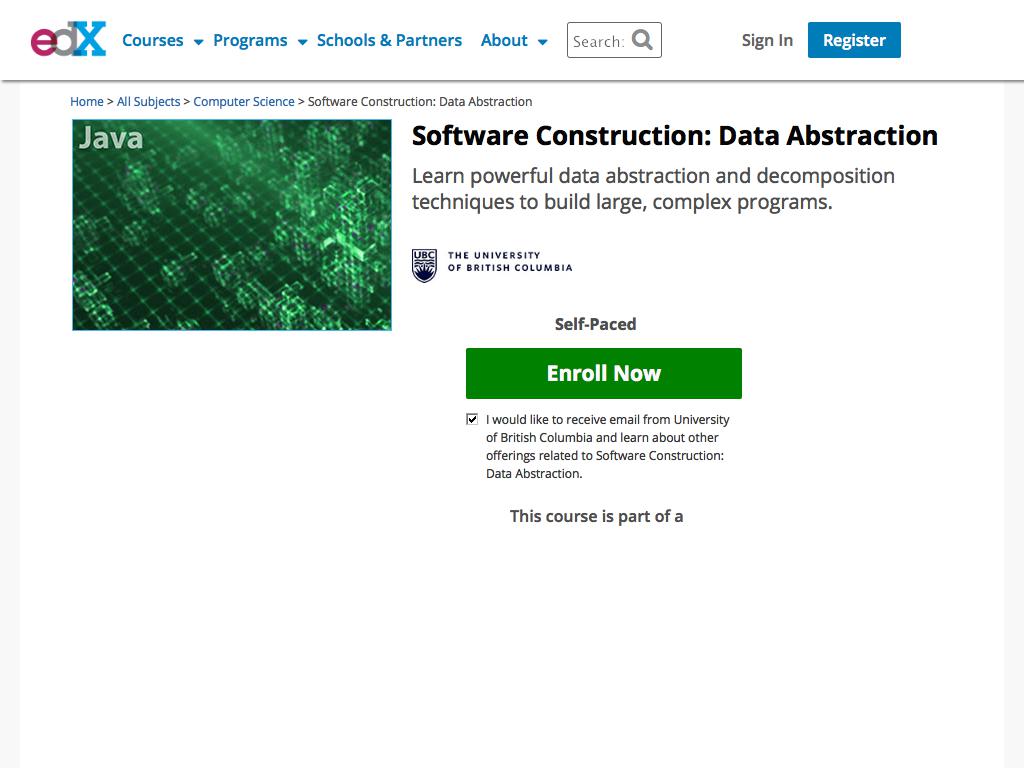 edX Courses Programs Schools & Partners About Search: Sign In Register
Home > All Subjects > Computer Science > Software Construction: Data Abstraction
Java
Software Construction: Data Abstraction
Learn powerful data abstraction and decomposition
techniques to build large, complex programs.
UBC THE UNIVERSITY
OF BRITISH COLUMBIA
Self-Paced
Enroll Now
I would like to receive email from University
of British Columbia and learn about other
offerings related to Software Construction:
Data Abstraction.
This course is part of a